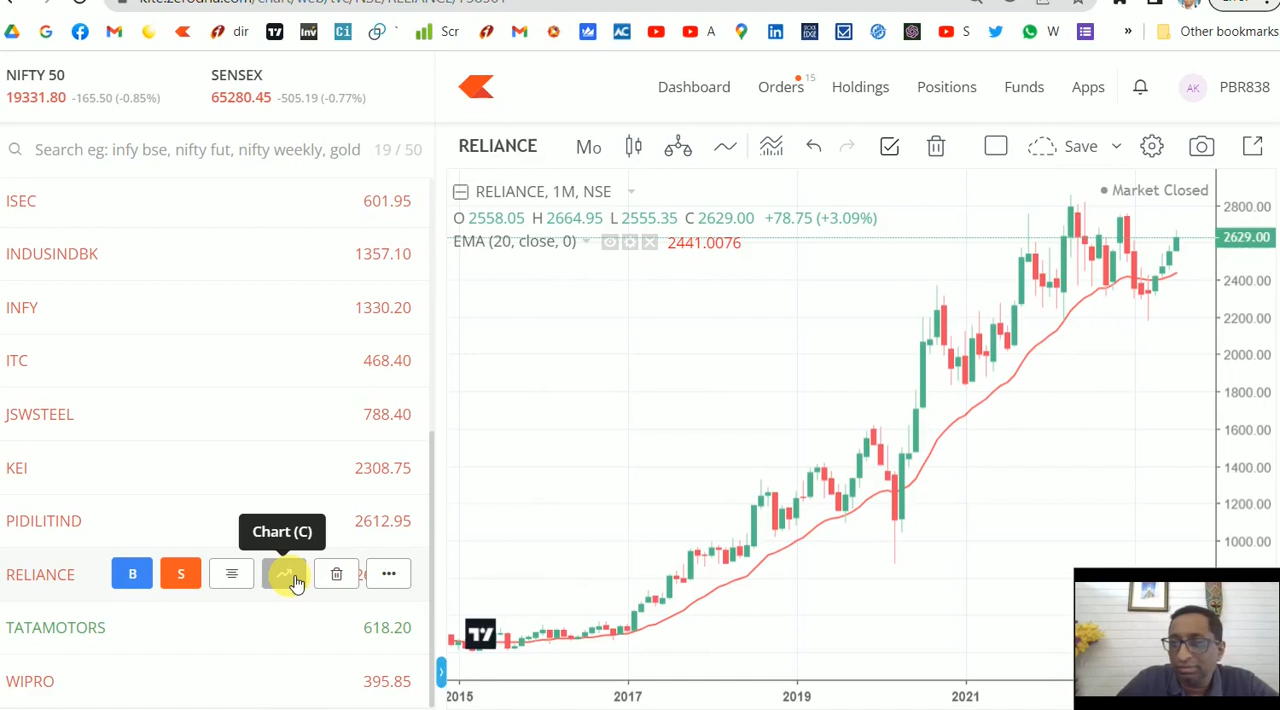 dir
Scr
A
S
W
»
Other bookmarks
NIFTY 50
19331.80 -165.50 (-0.85%)
SENSEX
65280.45 -505.19 (-0.77%)
Dashboard
Orders 15
Holdings
Positions
Funds
Apps
AK
PBR838
Search eg: infy bse, nifty fut, nifty weekly, gold
19 / 50
ISEC 601.95
INDUSINDBK 1357.10
INFY 1330.20
ITC 468.40
JSWSTEEL 788.40
KEI 2308.75
PIDILITIND 2612.95
Chart (C)
RELIANCE B S
TATAMOTORS 618.20
WIPRO 395.85
RELIANCE Mo
Save
RELIANCE, 1M, NSE
Market Closed
O 2558.05 H 2664.95 L 2555.35 C 2629.00 +78.75 (+3.09%)
EMA (20, close, 0) 2441.0076
2800.00
2629.00
2400.00
2200.00
2000.00
1800.00
1600.00
1400.00
1200.00
1000.00
2015 2017 2019 2021